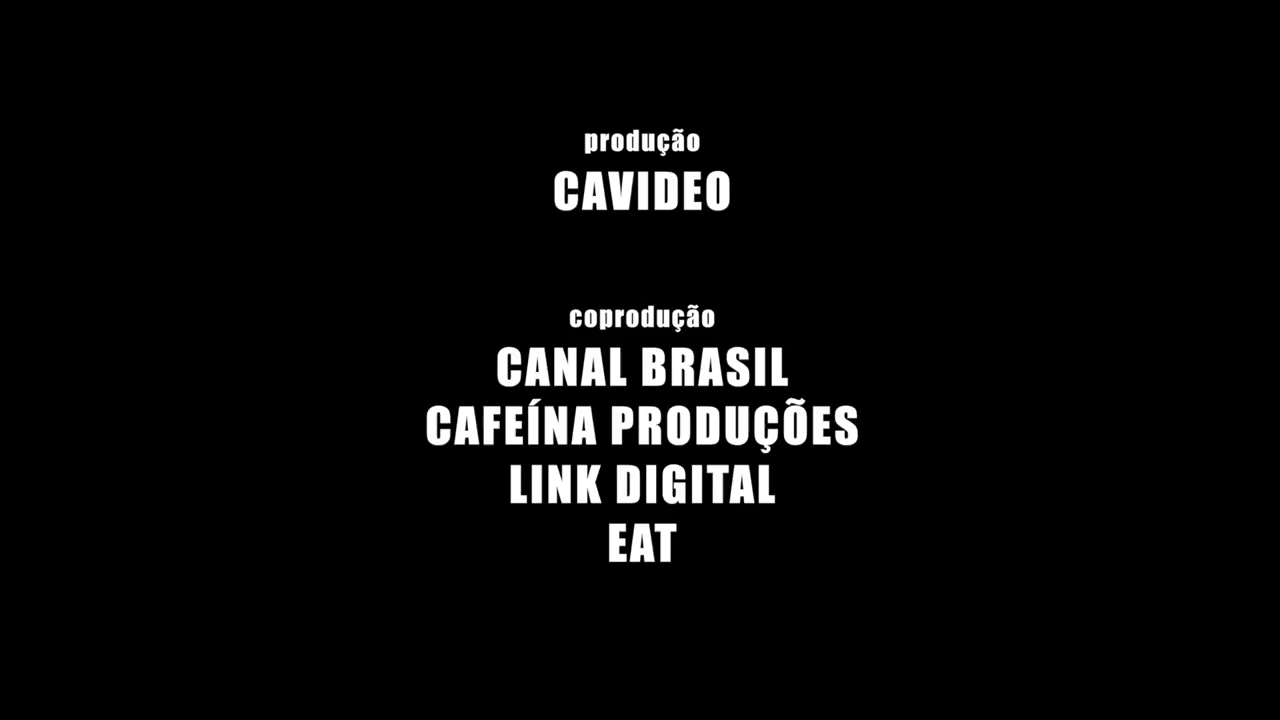 produção
CAVIDEO
coprodução
CANAL BRASIL
CAFEÍNA PRODUÇÕES
LINK DIGITAL
EAT